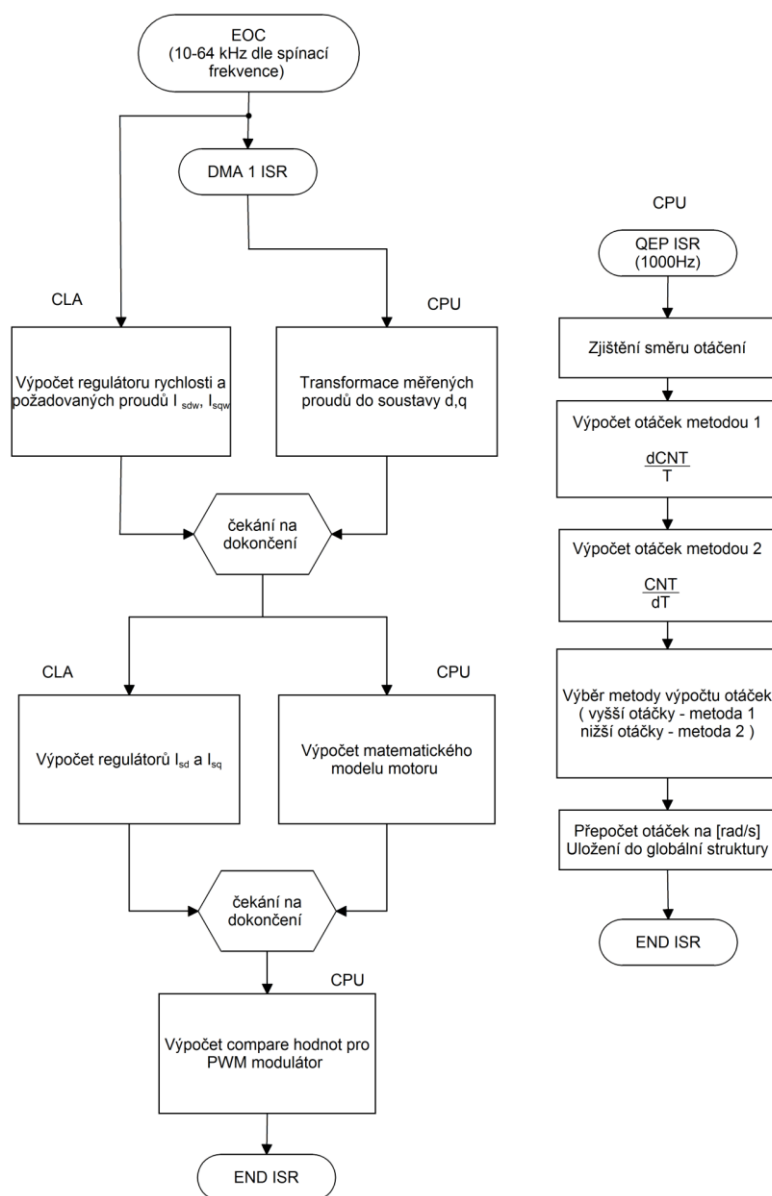 EOC
(10-64 kHz dle spínací
frekvence)
DMA 1 ISR
CLA
CPU
Výpočet regulátoru rychlosti a
požadovaných proudů I sdw, Isqw
Transformace měřených
proudů do soustavy d,q
čekání na
dokončení
CLA
CPU
Výpočet regulátorů Isd a Isq
Výpočet matematického
modelu motoru
čekání na
dokončení
CPU
Výpočet compare hodnot pro
PWM modulátor
END ISR
CPU
QEP ISR
(1000Hz)
Zjištění směru otáčení
Výpočet otáček metodou 1
dCNT
T
Výpočet otáček metodou 2
CNT
dT
Výběr metody výpočtu otáček
( vyšší otáčky - metoda 1
nižší otáčky - metoda 2 )
Přepočet otáček na [rad/s]
Uložení do globální struktury
END ISR